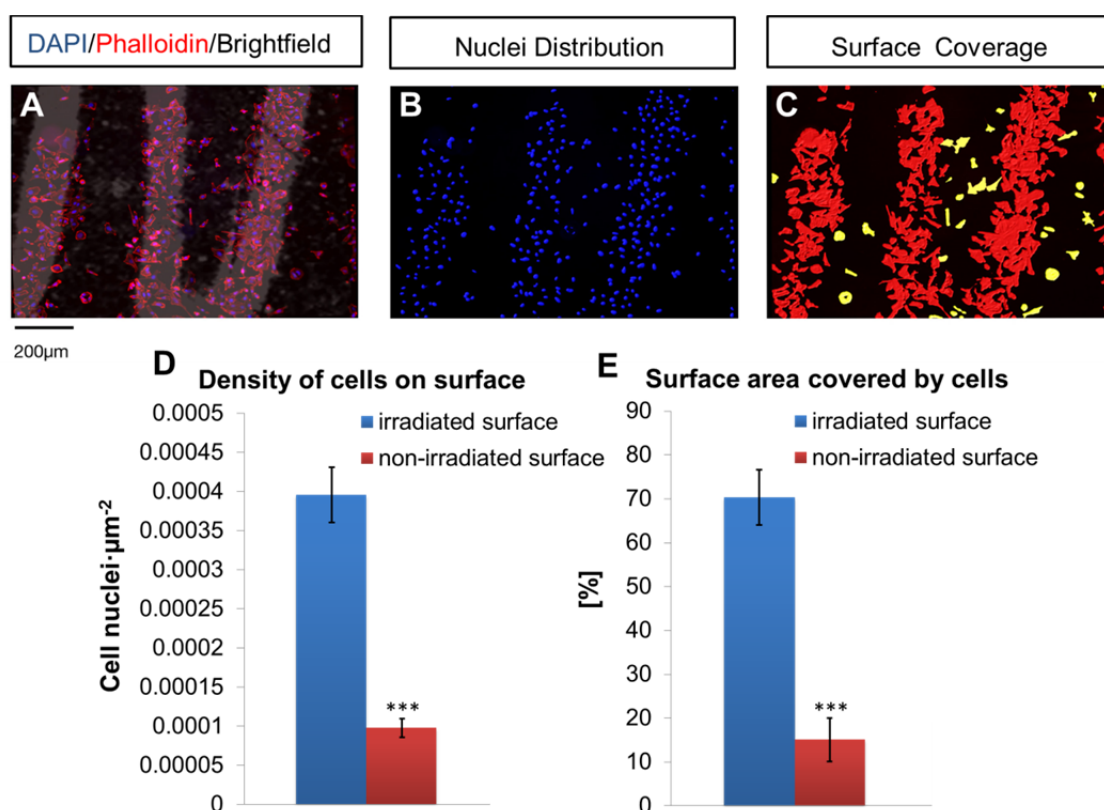 DAPI/Phalloidin/Brightfield
Nuclei Distribution
Surface Coverage
A
B
C
200µm
D
Density of cells on surface
irradiated surface
non-irradiated surface
Cell nuclei·µm⁻²
0.0005
0.00045
0.0004
0.00035
0.0003
0.00025
0.0002
0.00015
0.0001
0.00005
0
***
E
Surface area covered by cells
irradiated surface
non-irradiated surface
[%]
90
80
70
60
50
40
30
20
10
0
***